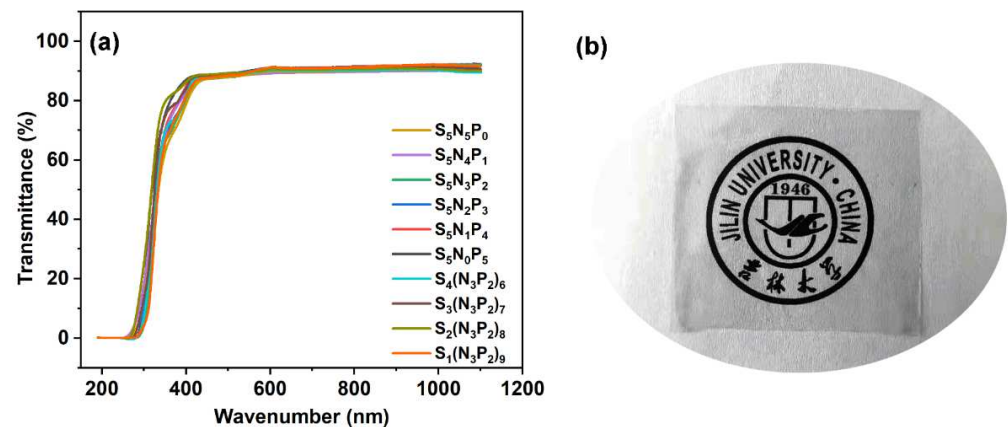 (a)
100
80
60
40
20
0
Transmittance (%)
S₅N₅P₀
S₅N₄P₁
S₅N₃P₂
S₅N₂P₃
S₅N₁P₄
S₅N₀P₅
S₄(N₃P₂)₆
S₃(N₃P₂)₇
S₂(N₃P₂)₈
S₁(N₃P₂)₉
200 400 600 800 1000 1200
Wavenumber (nm)
(b)
JILIN UNIVERSITY · CHINA
1946
吉林大学